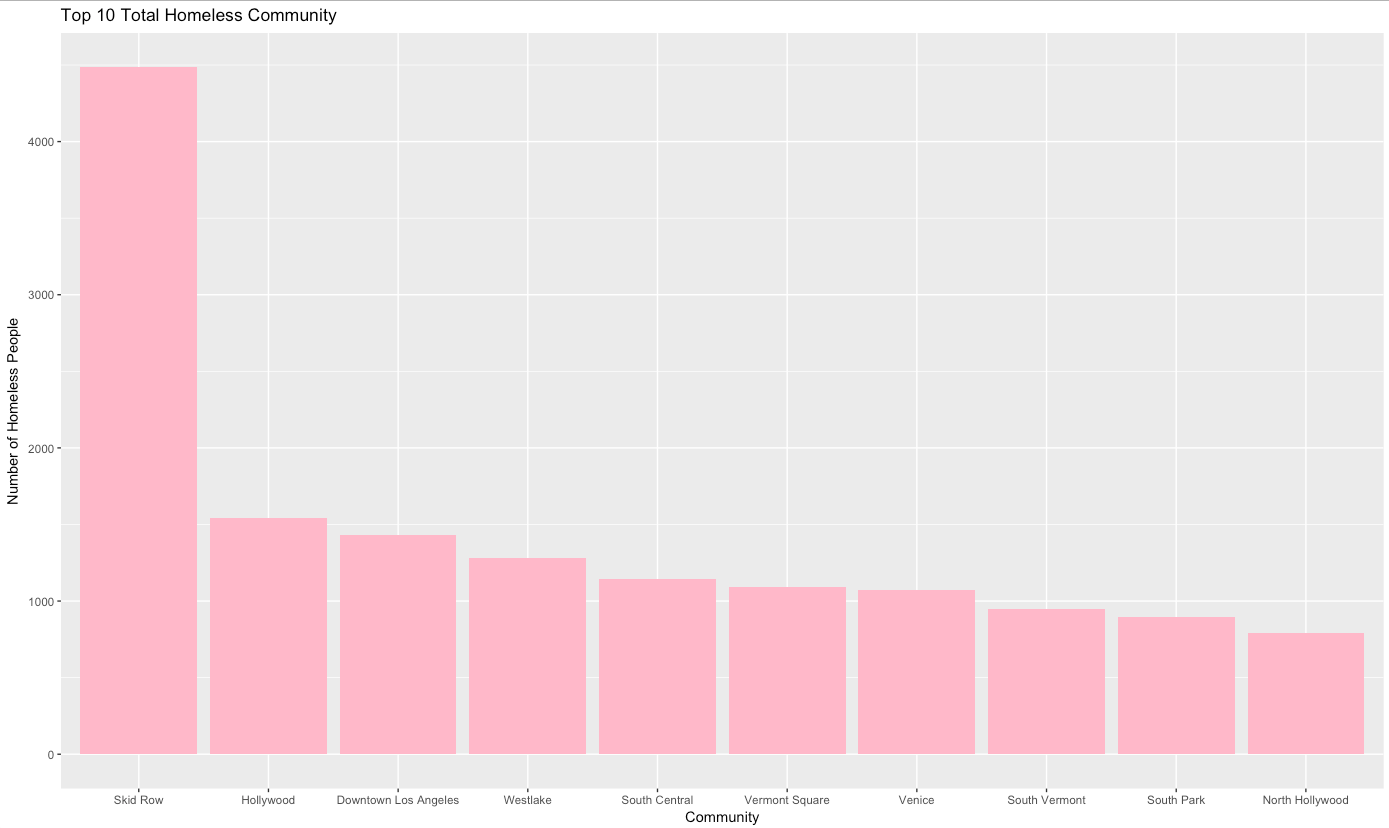 Top 10 Total Homeless Community
Number of Homeless People
4000
3000
2000
1000
0
Skid Row Hollywood Downtown Los Angeles Westlake South Central Vermont Square Venice South Vermont South Park North Hollywood
Community